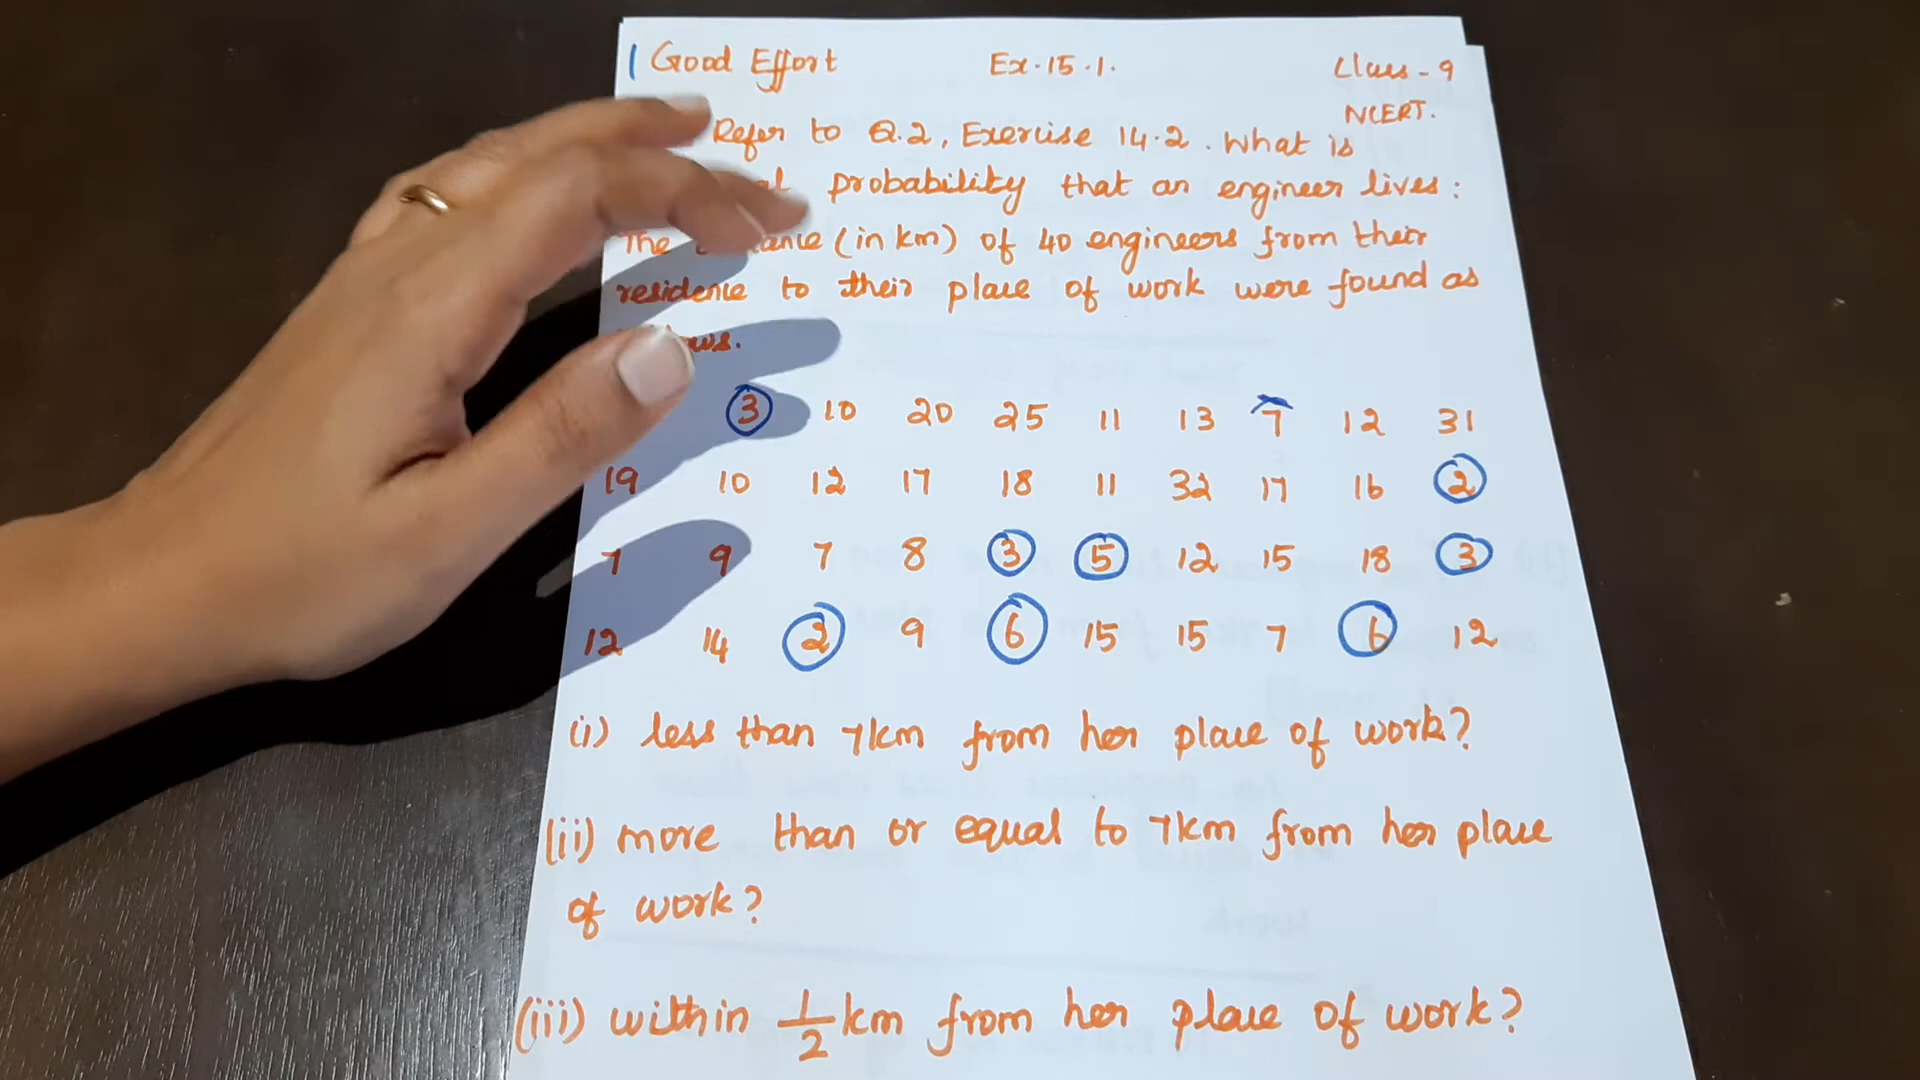 Good Effort Ex.15.1. Class-9
NCERT.
Refer to Q.2, Exercise 14.2. What is
probability that an engineer lives:
The (in km) of 40 engineers from their
residence to their place of work were found as
3 10 20 25 11 13 7 12 31
19 10 12 17 18 11 32 17 16 2
7 9 7 8 3 5 12 15 18 3
12 14 2 9 6 15 15 7 6 12
(i) less than 7km from her place of work?
(ii) more than or equal to 7km from her place
of work?
(iii) within 1/2 km from her place of work?